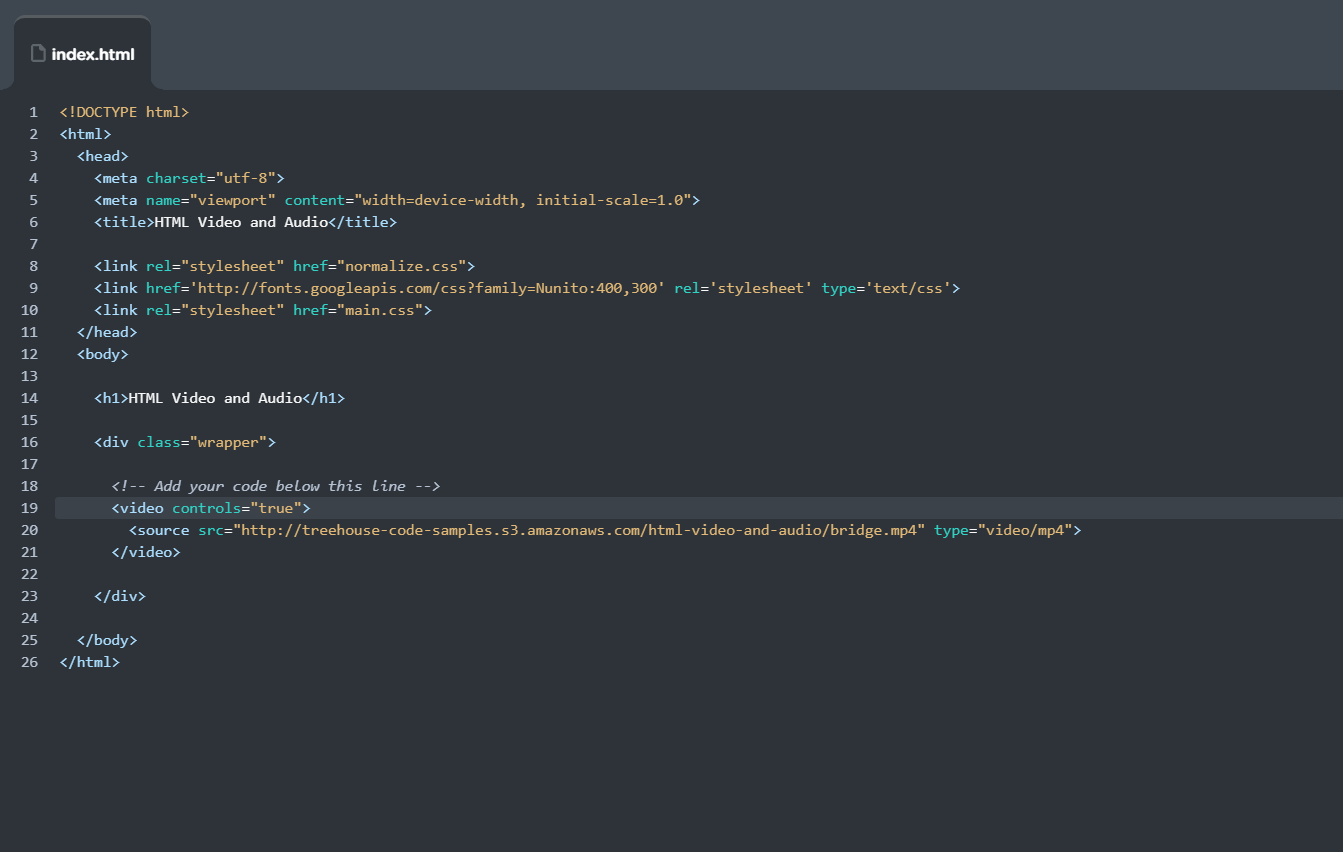 index.html
1 <!DOCTYPE html>
2 <html>
3   <head>
4     <meta charset="utf-8">
5     <meta name="viewport" content="width=device-width, initial-scale=1.0">
6     <title>HTML Video and Audio</title>
7
8     <link rel="stylesheet" href="normalize.css">
9     <link href='http://fonts.googleapis.com/css?family=Nunito:400,300' rel='stylesheet' type='text/css'>
10     <link rel="stylesheet" href="main.css">
11   </head>
12   <body>
13
14     <h1>HTML Video and Audio</h1>
15
16     <div class="wrapper">
17
18       <!-- Add your code below this line -->
19       <video controls="true">
20         <source src="http://treehouse-code-samples.s3.amazonaws.com/html-video-and-audio/bridge.mp4" type="video/mp4">
21       </video>
22
23     </div>
24
25   </body>
26 </html>